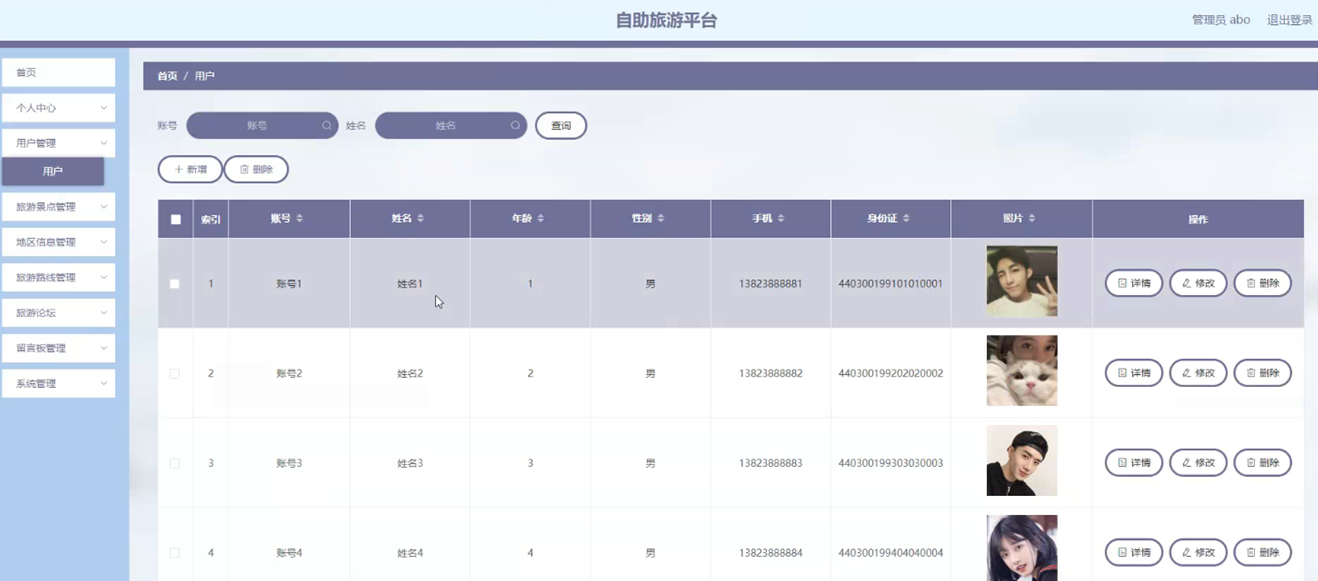 自助旅游平台
管理员 abo 退出登录
首页
个人中心
用户管理
用户
旅游景点管理
地区信息管理
旅游路线管理
旅游论坛
留言板管理
系统管理
首页 / 用户
账号 账号 姓名 姓名 查询
+ 新增 删除
索引 账号 姓名 年龄 性别 手机 身份证 照片 操作
1 账号1 姓名1 1 男 13823888881 440300199101010001 详情 修改 删除
2 账号2 姓名2 2 男 13823888882 440300199202020002 详情 修改 删除
3 账号3 姓名3 3 男 13823888883 440300199303030003 详情 修改 删除
4 账号4 姓名4 4 男 13823888884 440300199404040004 详情 修改 删除